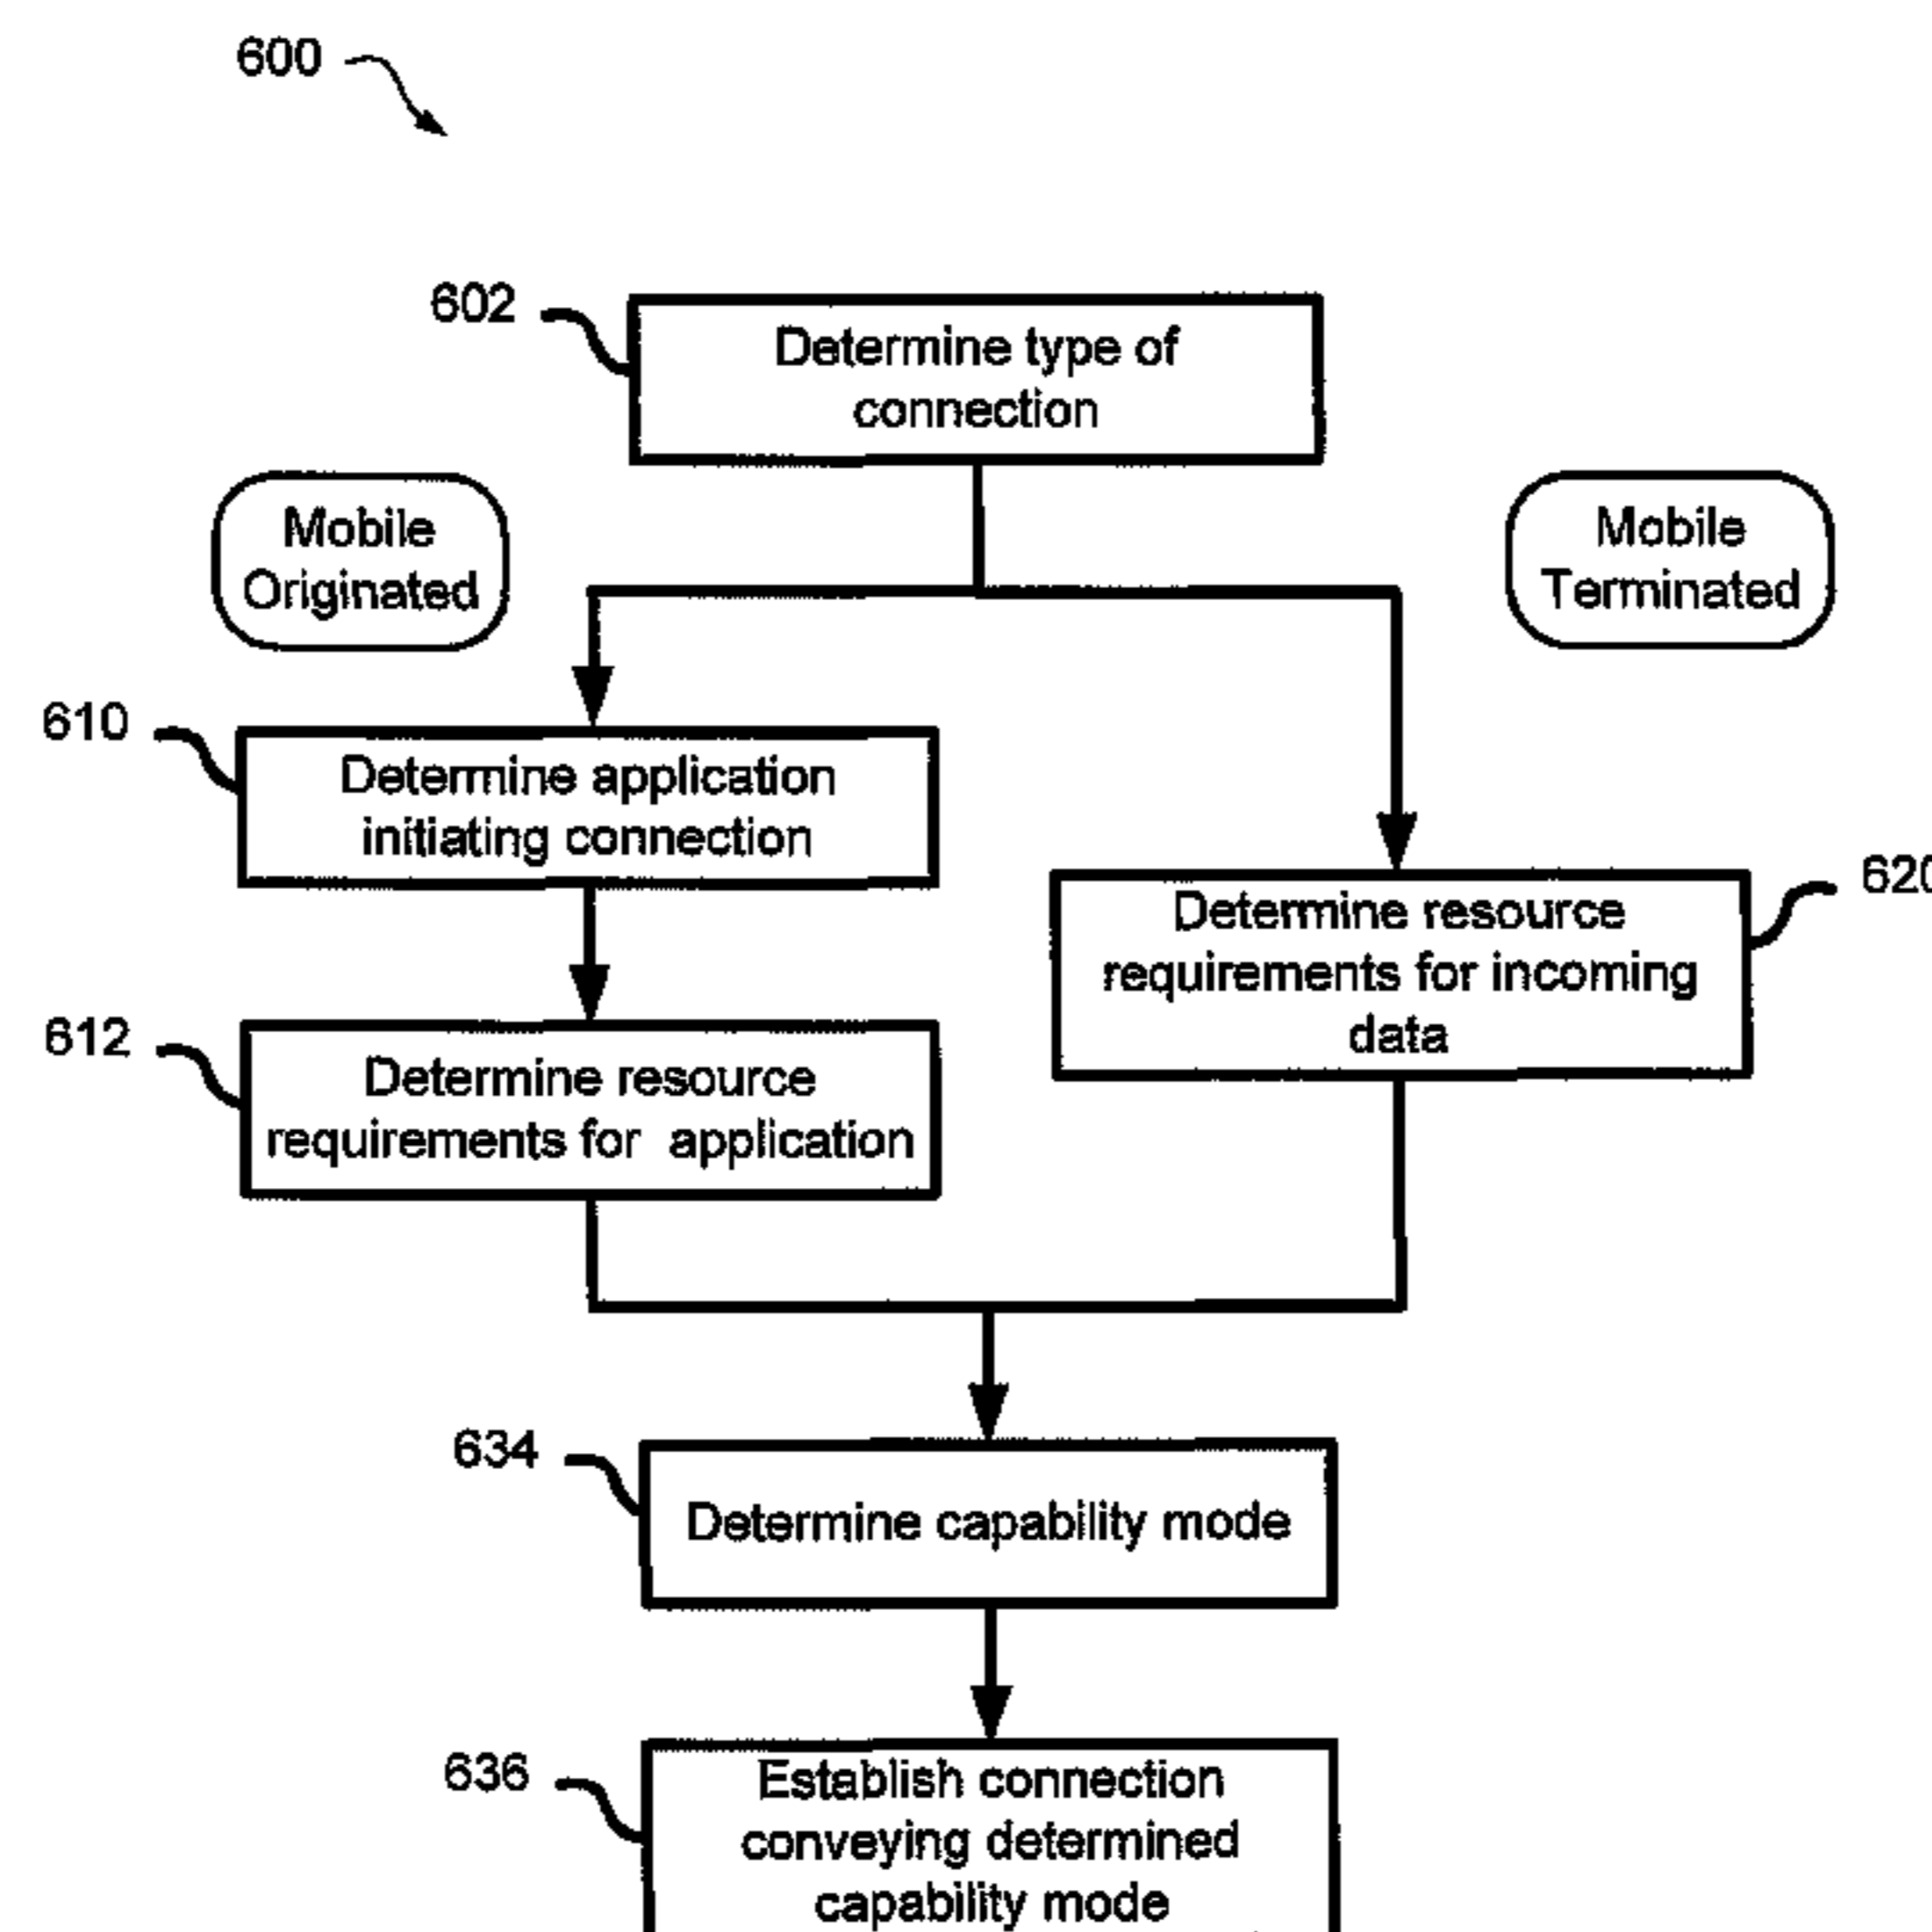 600
602
Determine type of
connection
Mobile
Originated
Mobile
Terminated
610
Determine application
initiating connection
620
Determine resource
requirements for incoming
data
612
Determine resource
requirements for application
634
Determine capability mode
636
Establish connection
conveying determined
capability mode